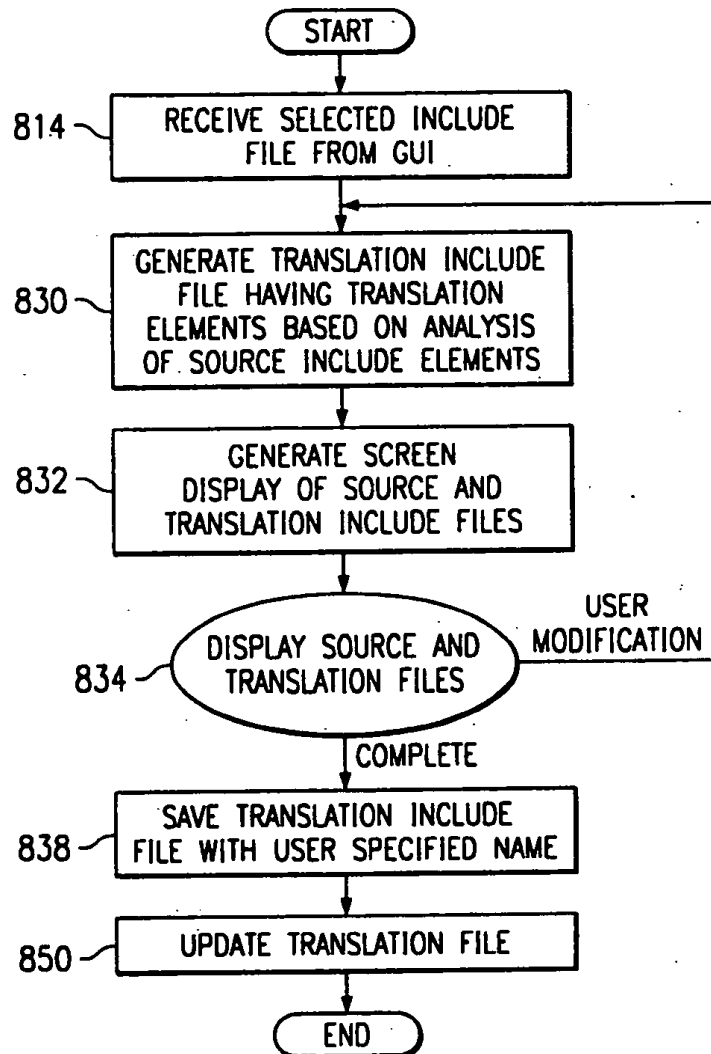 START
814
RECEIVE SELECTED INCLUDE
FILE FROM GUI
830
GENERATE TRANSLATION INCLUDE
FILE HAVING TRANSLATION
ELEMENTS BASED ON ANALYSIS
OF SOURCE INCLUDE ELEMENTS
832
GENERATE SCREEN
DISPLAY OF SOURCE AND
TRANSLATION INCLUDE FILES
834
DISPLAY SOURCE AND
TRANSLATION FILES
USER
MODIFICATION
COMPLETE
838
SAVE TRANSLATION INCLUDE
FILE WITH USER SPECIFIED NAME
850
UPDATE TRANSLATION FILE
END